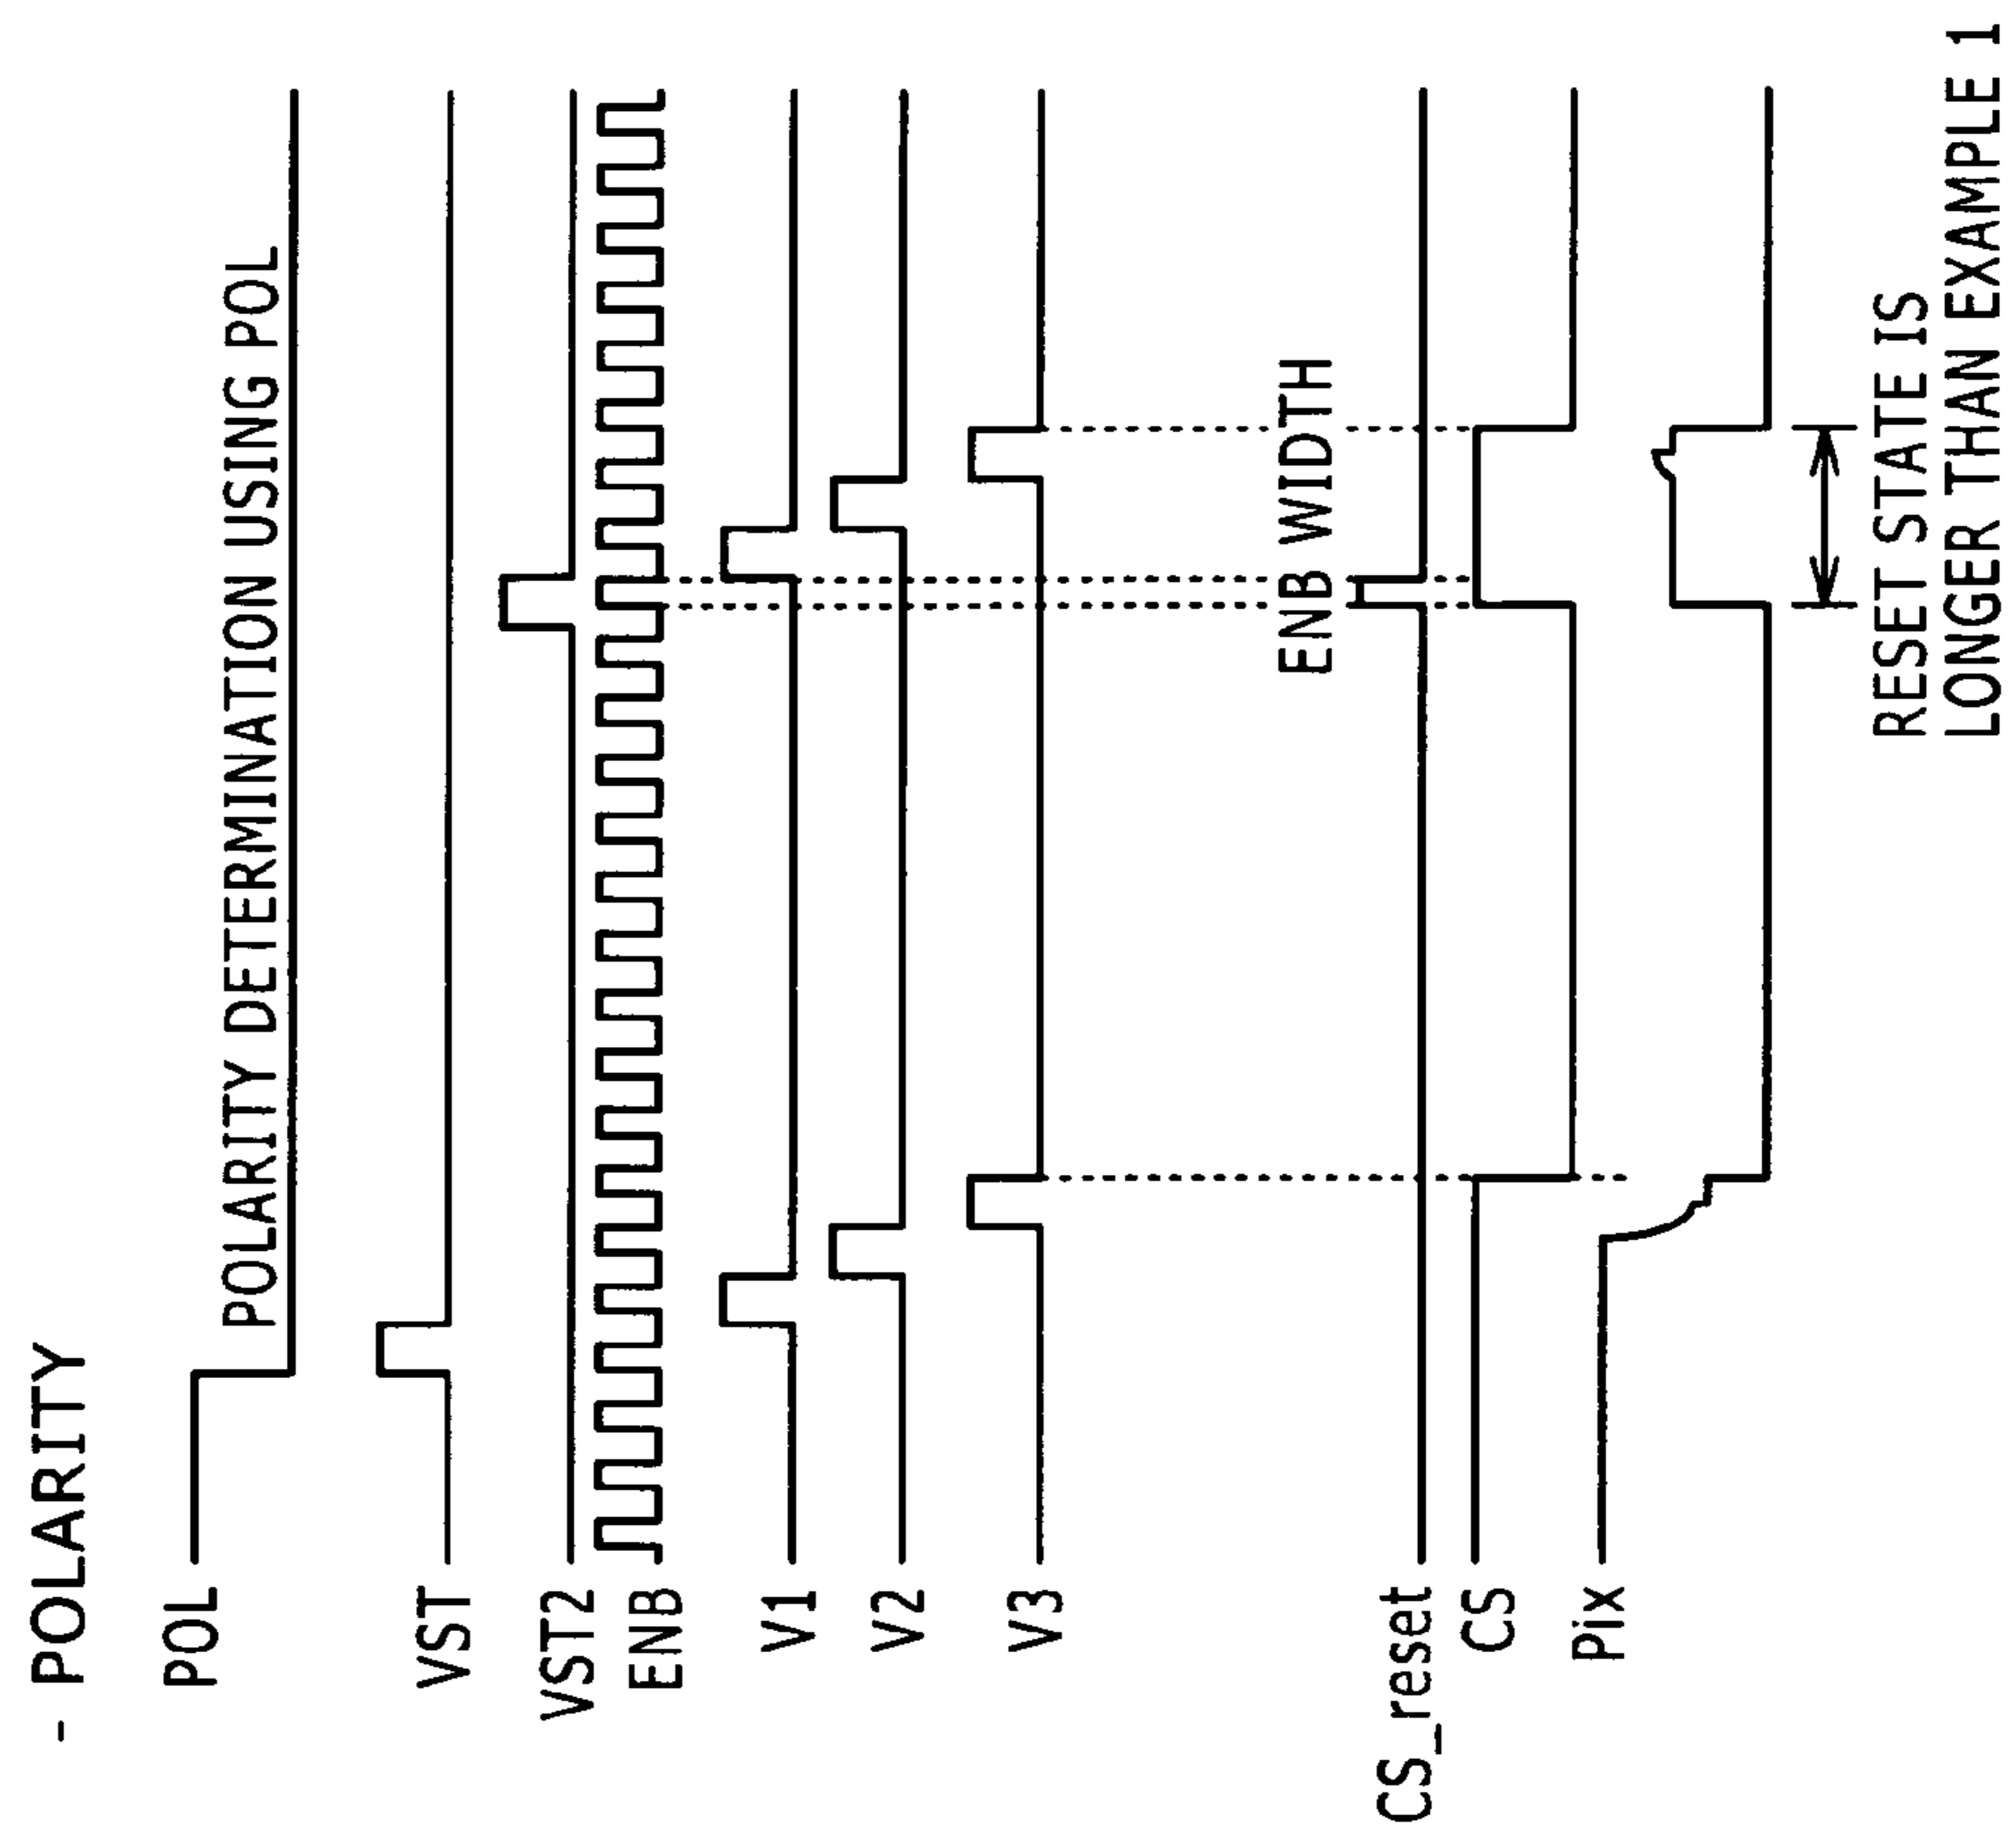 - POLARITY
POL
POLARITY DETERMINATION USING POL
VST
VST2
ENB
V1
V2
V3
ENB WIDTH
CS_reset
CS
Pix
RESET STATE IS
LONGER THAN EXAMPLE 1